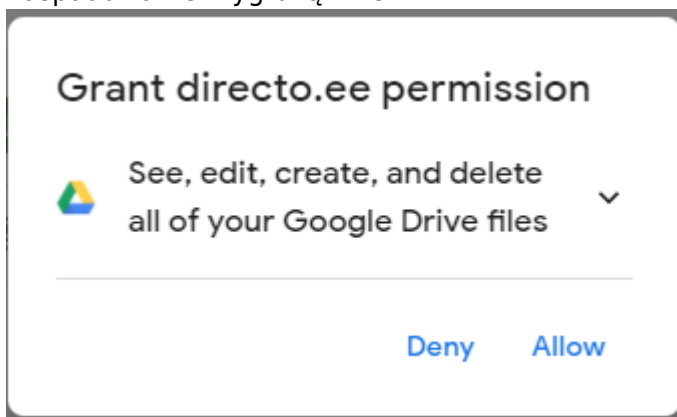 Grant directo.ee permission
See, edit, create, and delete
all of your Google Drive files
Deny Allow